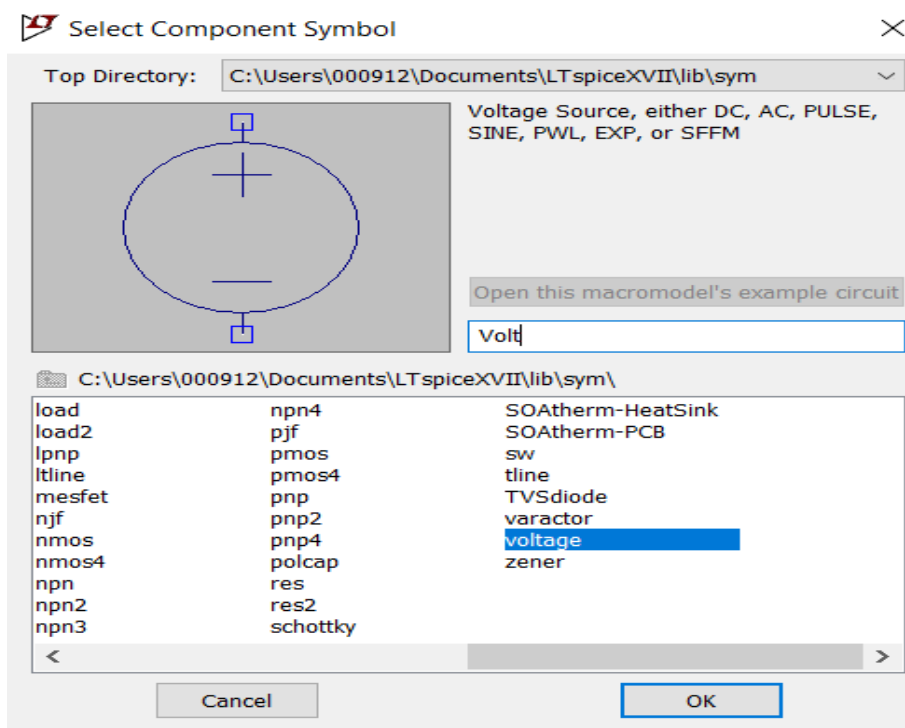 Select Component Symbol
Top Directory: C:\Users\000912\Documents\LTspiceXVII\lib\sym
Voltage Source, either DC, AC, PULSE,
SINE, PWL, EXP, or SFFM
Open this macromodel's example circuit
Volt
C:\Users\000912\Documents\LTspiceXVII\lib\sym\
load npn4 SOAtherm-HeatSink
load2 pjf SOAtherm-PCB
lpnp pmos sw
ltline pmos4 tline
mesfet pnp TVSdiode
njf pnp2 varactor
nmos pnp4 voltage
nmos4 polcap zener
npn res
npn2 res2
npn3 schottky
Cancel OK